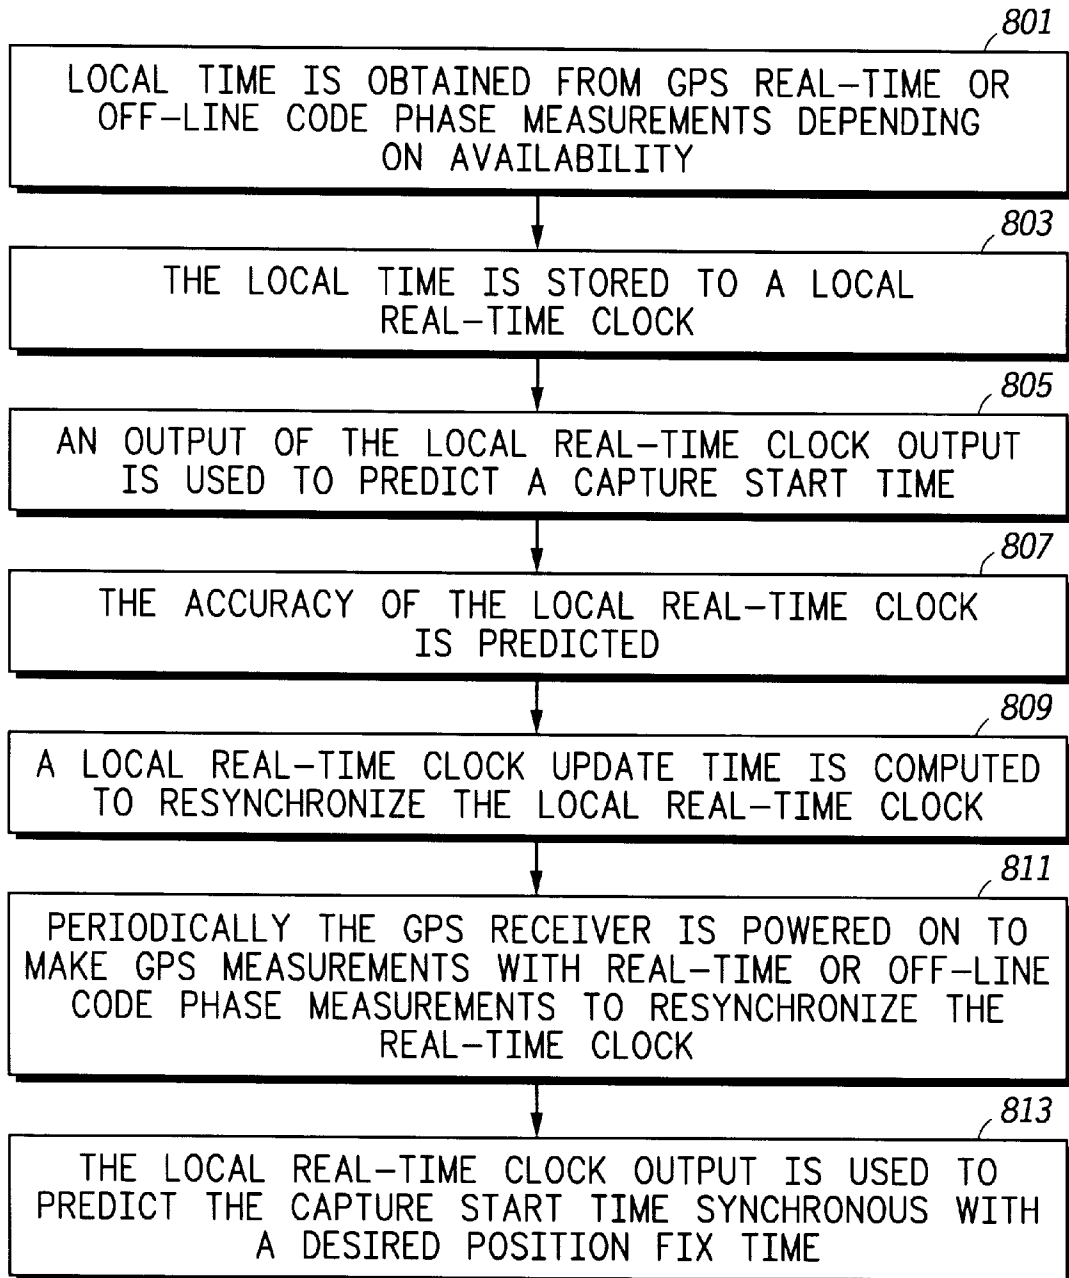 801
LOCAL TIME IS OBTAINED FROM GPS REAL-TIME OR
OFF-LINE CODE PHASE MEASUREMENTS DEPENDING
ON AVAILABILITY
803
THE LOCAL TIME IS STORED TO A LOCAL
REAL-TIME CLOCK
805
AN OUTPUT OF THE LOCAL REAL-TIME CLOCK OUTPUT
IS USED TO PREDICT A CAPTURE START TIME
807
THE ACCURACY OF THE LOCAL REAL-TIME CLOCK
IS PREDICTED
809
A LOCAL REAL-TIME CLOCK UPDATE TIME IS COMPUTED
TO RESYNCHRONIZE THE LOCAL REAL-TIME CLOCK
811
PERIODICALLY THE GPS RECEIVER IS POWERED ON TO
MAKE GPS MEASUREMENTS WITH REAL-TIME OR OFF-LINE
CODE PHASE MEASUREMENTS TO RESYNCHRONIZE THE
REAL-TIME CLOCK
813
THE LOCAL REAL-TIME CLOCK OUTPUT IS USED TO
PREDICT THE CAPTURE START TIME SYNCHRONOUS WITH
A DESIRED POSITION FIX TIME